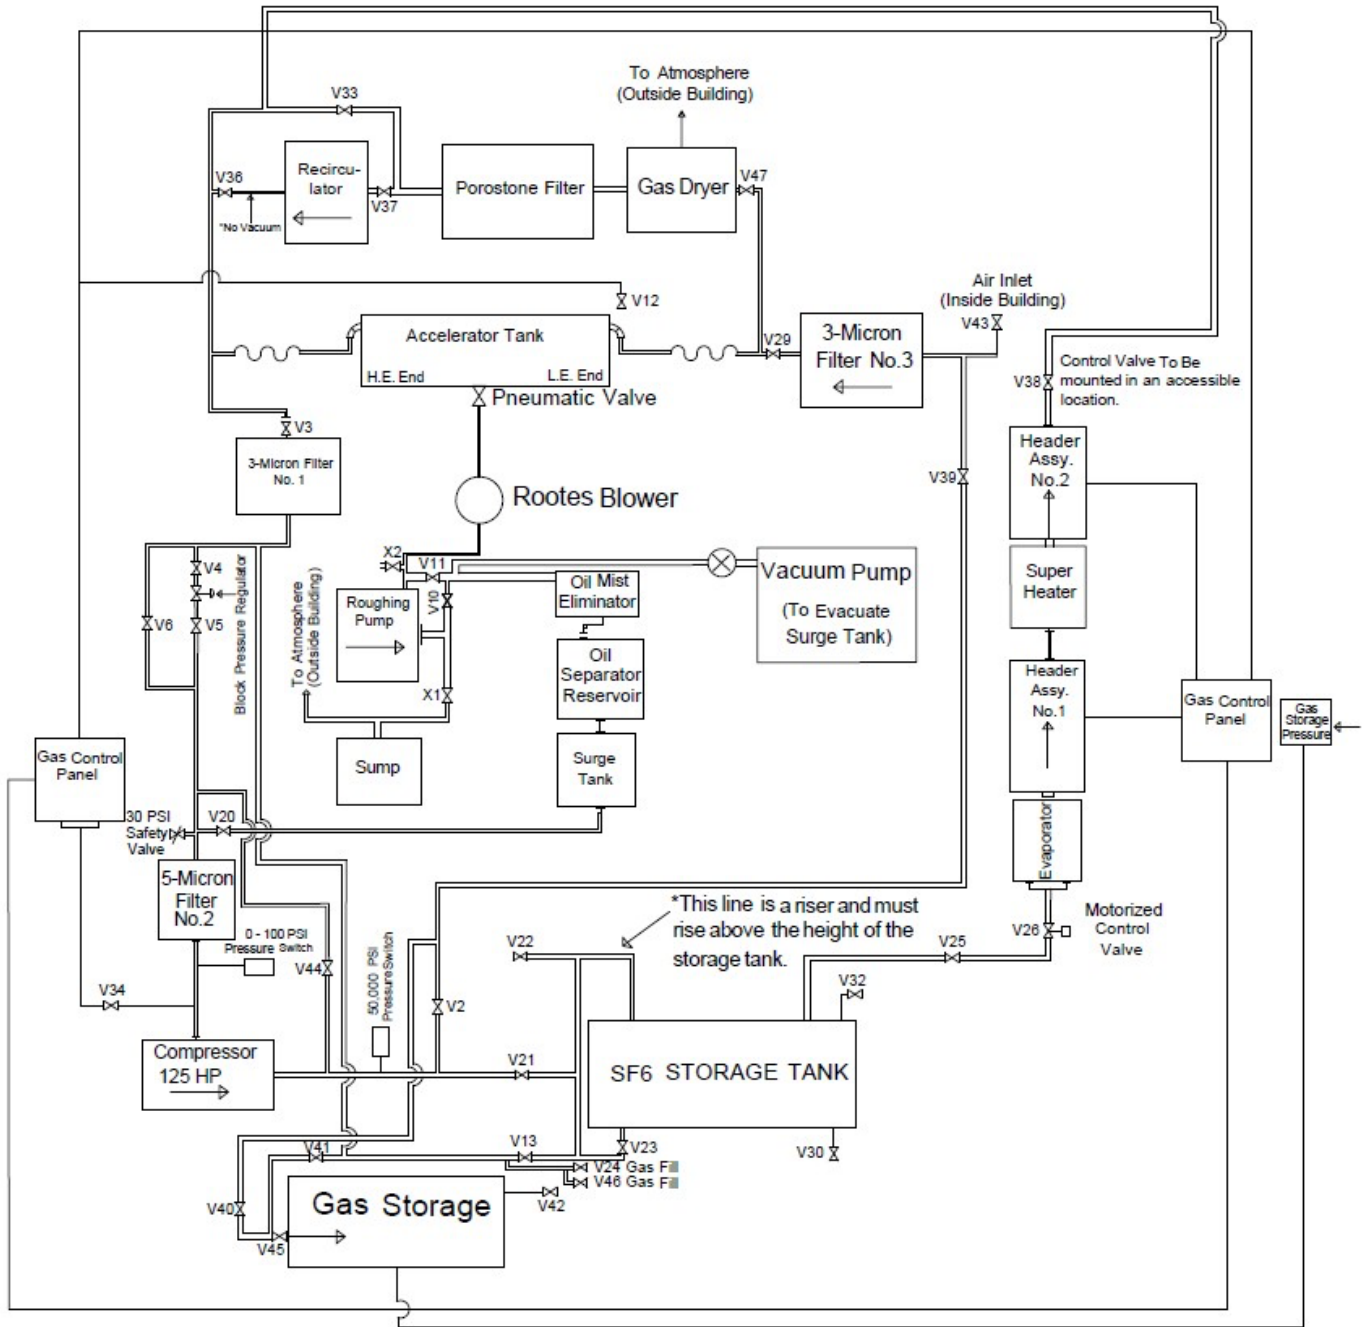 To Atmosphere
(Outside Building)
V33
V36
Recircu-
lator
V37
*No Vacuum
Porostone Filter
Gas Dryer
V47
V12
Air Inlet
(Inside Building)
V43
Accelerator Tank
H.E. End
L.E. End
V29
3-Micron
Filter No.3
Pneumatic Valve
V38
Control Valve To Be
mounted in an accessible
location.
V3
3-Micron Filter
No. 1
Header
Assy.
No.2
V39
Rootes Blower
X2
V11
V10
V4
V5
V6
Block Pressure Regulator
To Atmosphere
(Outside Building)
Roughing
Pump
X1
Sump
Oil Mist
Eliminator
Oil
Separator
Reservoir
Surge
Tank
Vacuum Pump
(To Evacuate
Surge Tank)
Super
Heater
Header
Assy.
No.1
Gas Control
Panel
Gas
Storage
Pressure
Gas Control
Panel
30 PSI
Safety
Valve
V20
5-Micron
Filter
No.2
0 - 100 PSI
Pressure Switch
V44
V34
50,000 PSI
Pressure Switch
V2
Evaporator
V26
Motorized
Control
Valve
*This line is a riser and must
rise above the height of the
storage tank.
V22
V25
V32
Compressor
125 HP
V21
SF6 STORAGE TANK
V41
V13
V23
V30
V24 Gas Fill
V46 Gas Fill
V42
V40
V45
Gas Storage